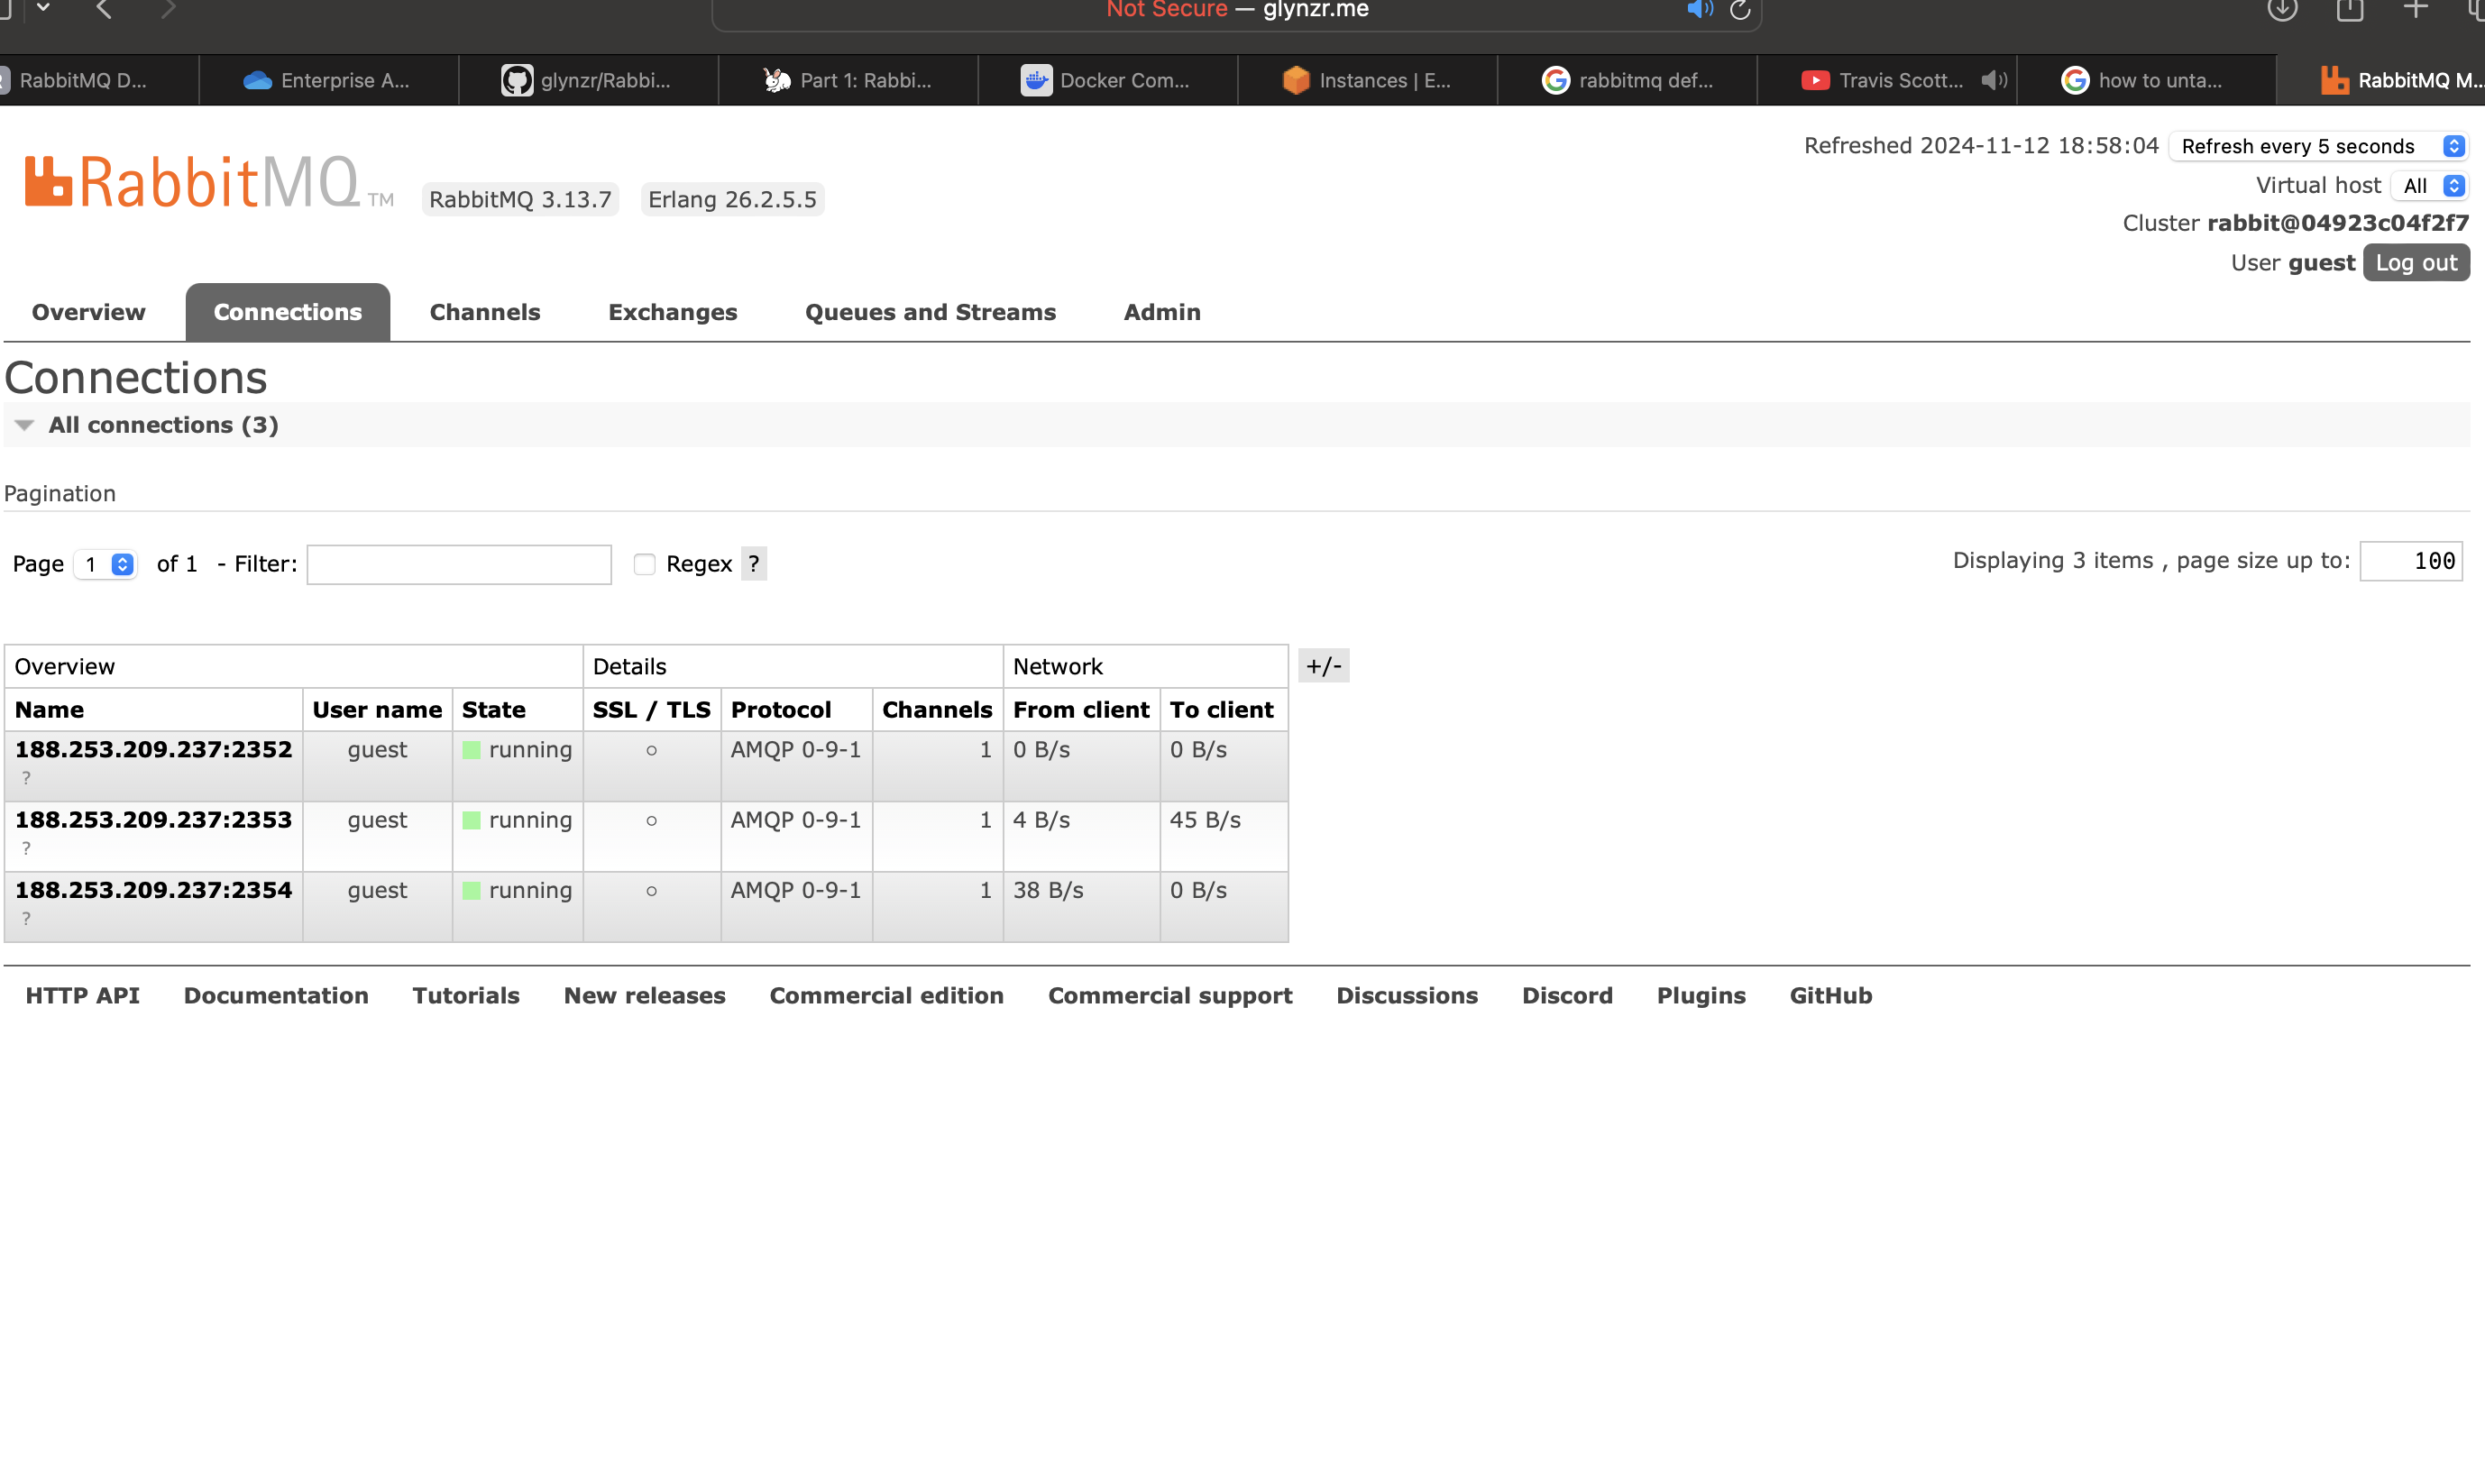 Not Secure — glynzr.me
RabbitMQ D... Enterprise A... glynzr/Rabbi... Part 1: Rabbi... Docker Com... Instances | E... rabbitmq def... Travis Scott... how to unta... RabbitMQ M...
Refreshed 2024-11-12 18:58:04 Refresh every 5 seconds
RabbitMQ TM RabbitMQ 3.13.7 Erlang 26.2.5.5
Virtual host All
Cluster rabbit@04923c04f2f7
User guest Log out
Overview Connections Channels Exchanges Queues and Streams Admin
Connections
All connections (3)
Pagination
Page 1 of 1 - Filter: Regex ? Displaying 3 items , page size up to: 100
Overview Details Network +/-
Name User name State SSL / TLS Protocol Channels From client To client
188.253.209.237:2352 guest running ○ AMQP 0-9-1 1 0 B/s 0 B/s
?
188.253.209.237:2353 guest running ○ AMQP 0-9-1 1 4 B/s 45 B/s
?
188.253.209.237:2354 guest running ○ AMQP 0-9-1 1 38 B/s 0 B/s
?
HTTP API Documentation Tutorials New releases Commercial edition Commercial support Discussions Discord Plugins GitHub